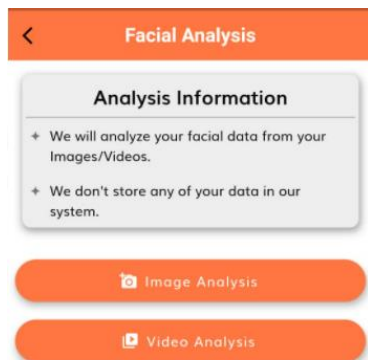 Facial Analysis
Analysis Information
+ We will analyze your facial data from your
Images/Videos.
+ We don't store any of your data in our
system.
Image Analysis
Video Analysis